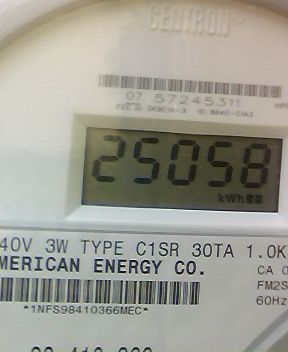 CENTRON
07 57245311
25058
kWh
40V 3W TYPE C1SR 30TA 1.0K
MERICAN ENERGY CO.
CA 0
FM2S
60Hz
*1NFS98410366MEC*